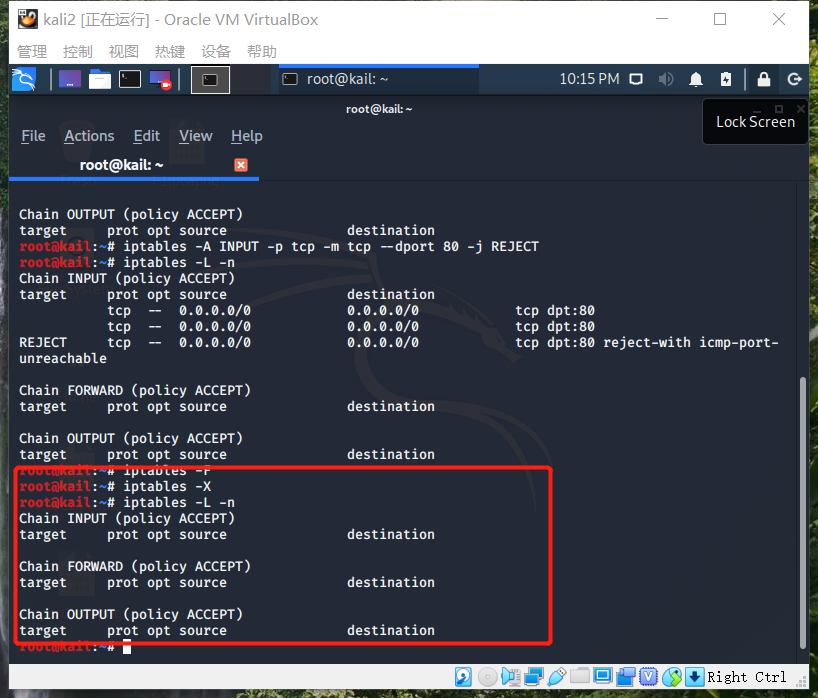 kali2 [正在运行] - Oracle VM VirtualBox
管理 控制 视图 热键 设备 帮助
root@kail: ~
10:15 PM
root@kail: ~
Lock Screen
File Actions Edit View Help
root@kail: ~
Chain OUTPUT (policy ACCEPT)
target     prot opt source               destination
root@kail:~# iptables -A INPUT -p tcp -m tcp --dport 80 -j REJECT
root@kail:~# iptables -L -n
Chain INPUT (policy ACCEPT)
target     prot opt source               destination
           tcp  --  0.0.0.0/0            0.0.0.0/0            tcp dpt:80
           tcp  --  0.0.0.0/0            0.0.0.0/0            tcp dpt:80
REJECT     tcp  --  0.0.0.0/0            0.0.0.0/0            tcp dpt:80 reject-with icmp-port-
unreachable
Chain FORWARD (policy ACCEPT)
target     prot opt source               destination
Chain OUTPUT (policy ACCEPT)
target     prot opt source               destination
root@kail:~# iptables -F
root@kail:~# iptables -X
root@kail:~# iptables -L -n
Chain INPUT (policy ACCEPT)
target     prot opt source               destination
Chain FORWARD (policy ACCEPT)
target     prot opt source               destination
Chain OUTPUT (policy ACCEPT)
target     prot opt source               destination
root@kail:~#
Right Ctrl